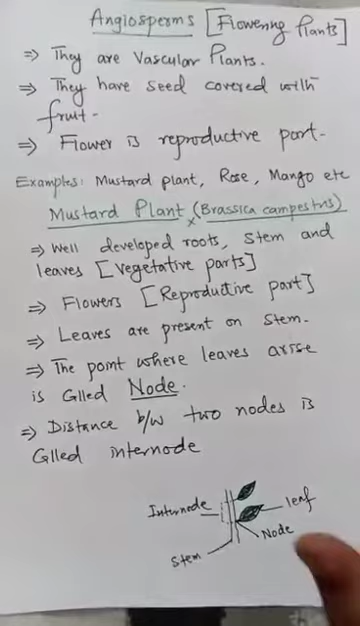 Angiosperms [Flowering Plants]
⇒ They are Vascular Plants.
⇒ They have seed covered with
fruit.
⇒ Flower is reproductive part.
Examples: Mustard plant, Rose, Mango etc
Mustard Plant (Brassica campestris)
⇒ Well developed roots, Stem and
leaves [Vegetative parts]
⇒ Flowers [Reproductive part]
⇒ Leaves are present on Stem.
⇒ The point where leaves arise
is Called Node.
⇒ Distance b/w two nodes is
Called internode
Internode
leaf
Node
Stem